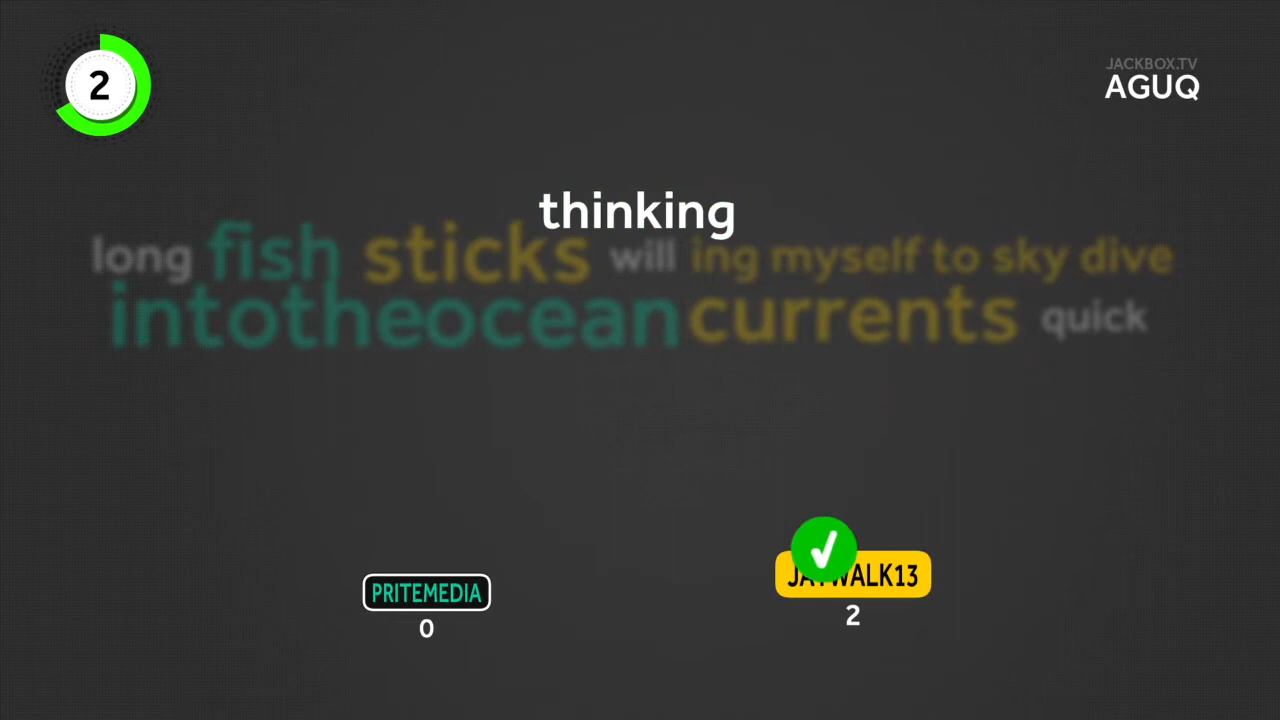 2
JACKBOX.TV
AGUQ
thinking
long fish sticks will ing myself to sky dive
intotheocean currents quick
PRITEMEDIA
0
JAYWALK13
2